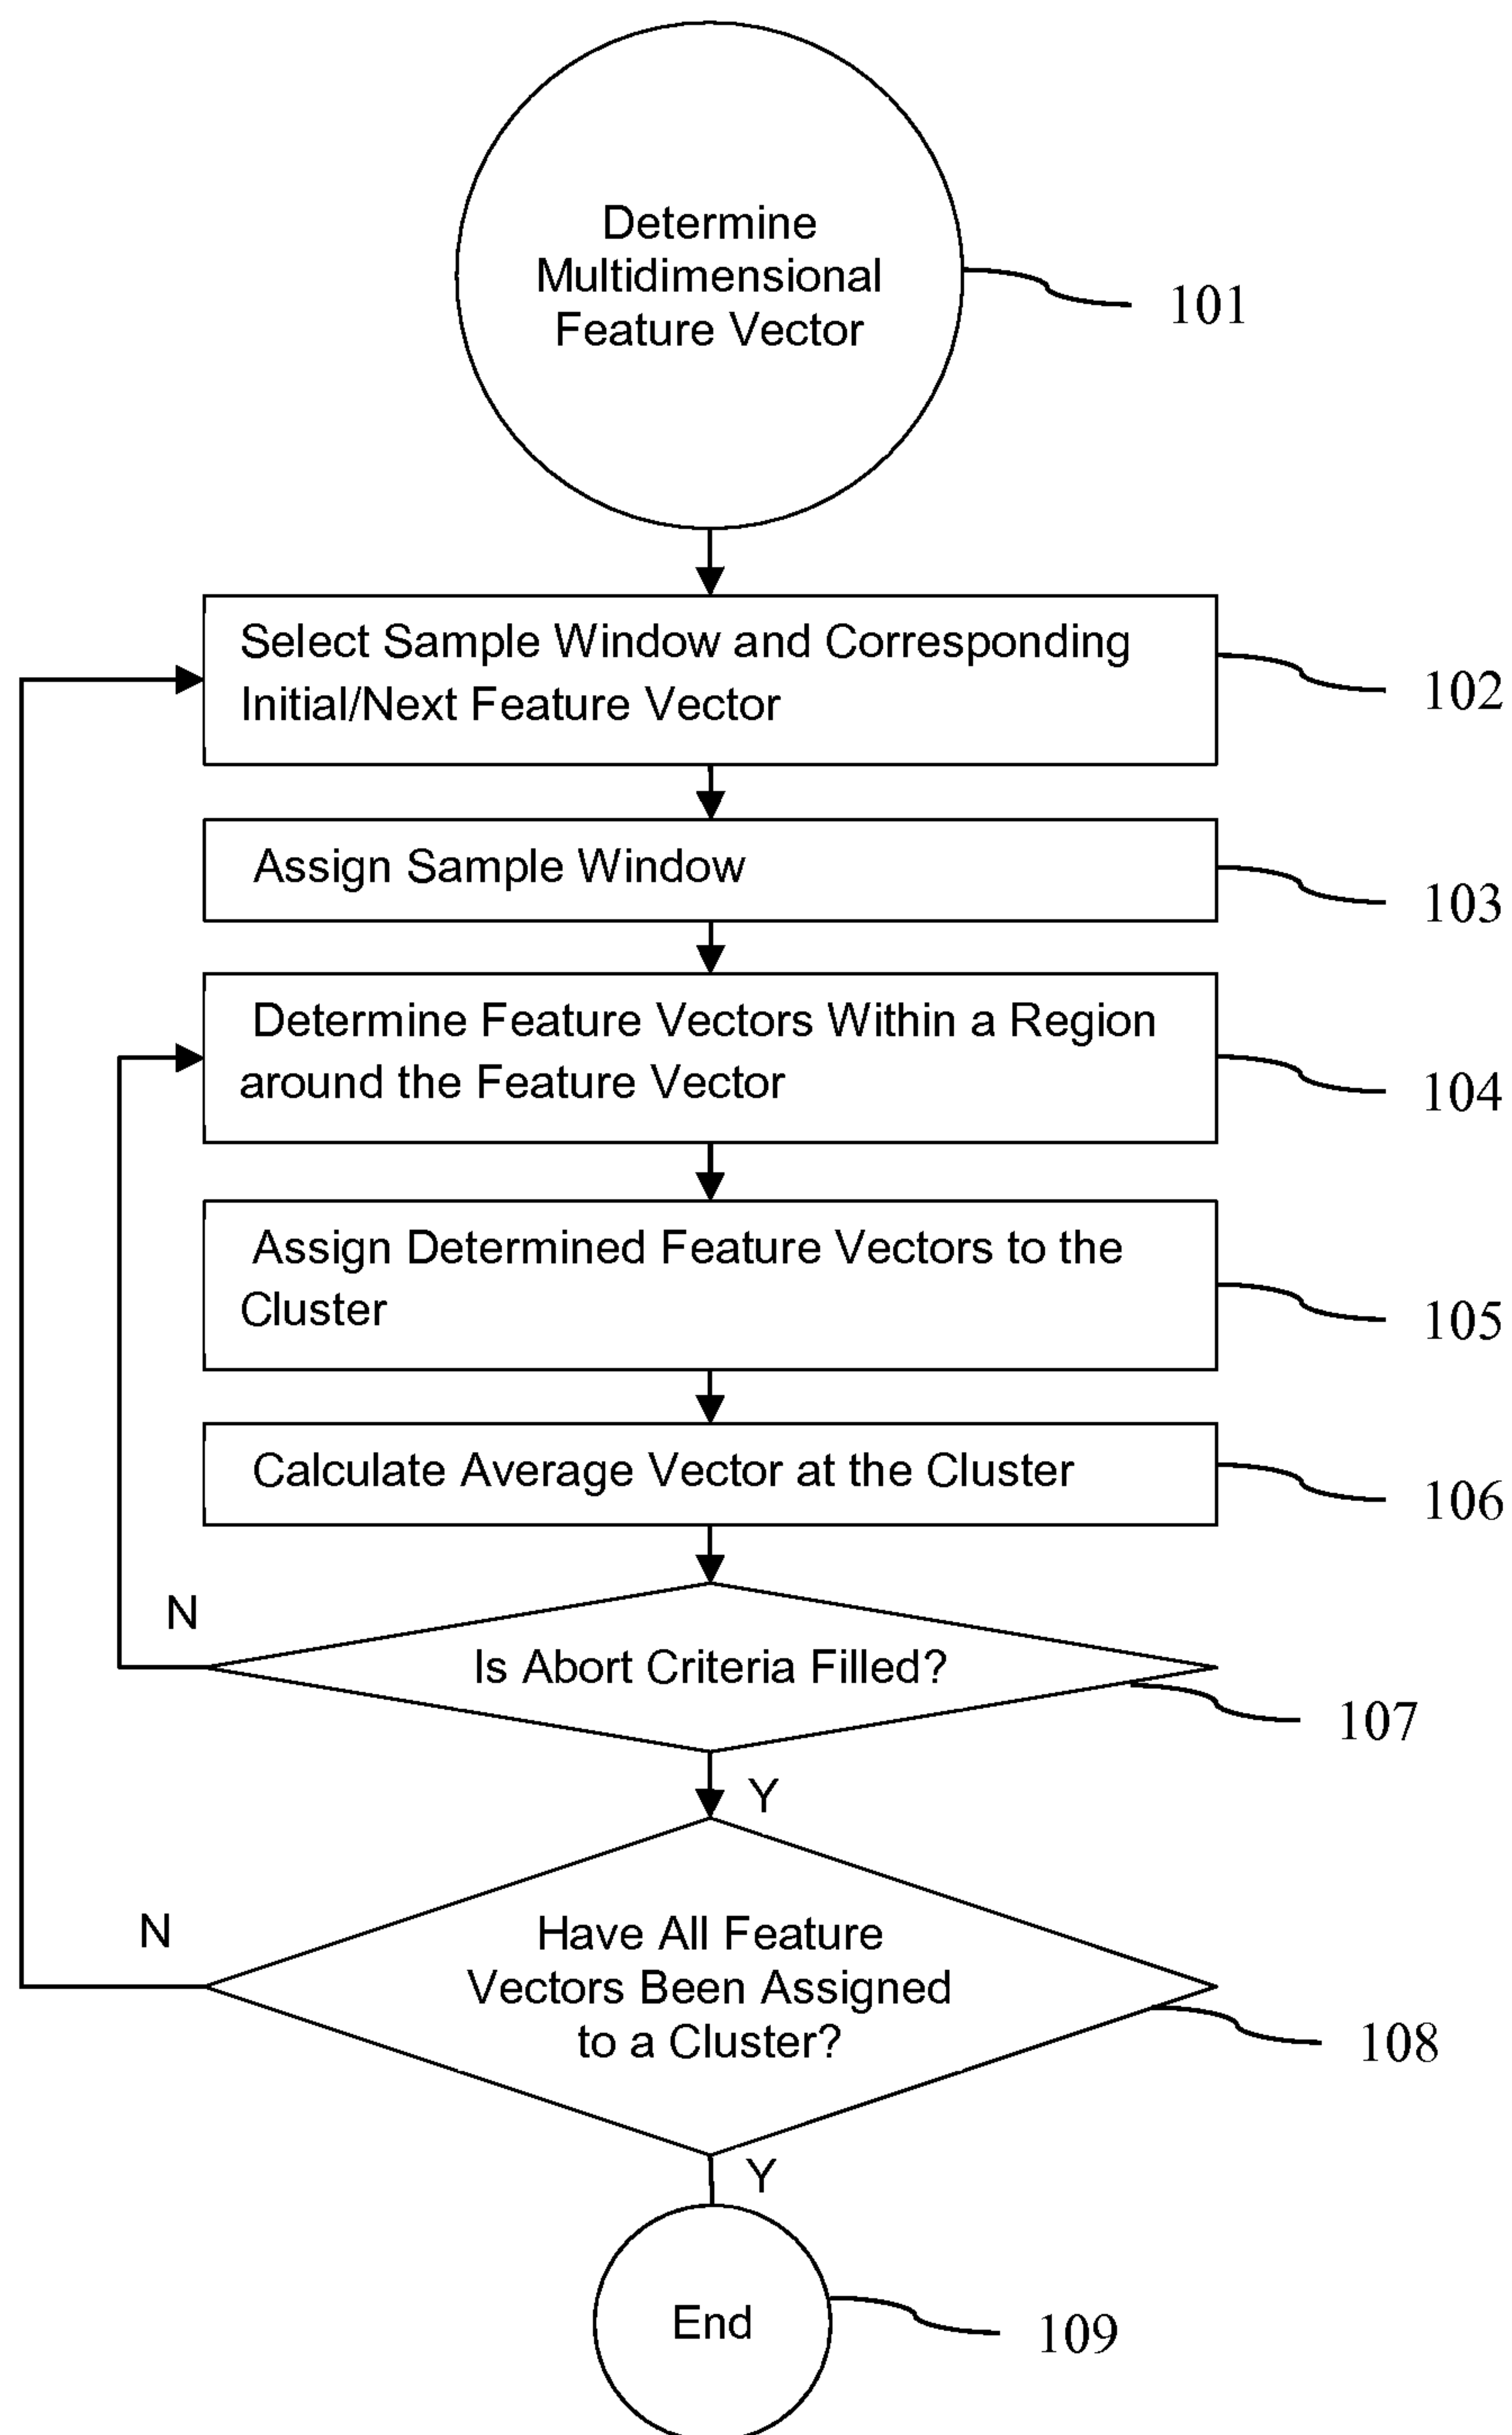 Determine
Multidimensional
Feature Vector
101
Select Sample Window and Corresponding
Initial/Next Feature Vector
102
Assign Sample Window
103
Determine Feature Vectors Within a Region
around the Feature Vector
104
Assign Determined Feature Vectors to the
Cluster
105
Calculate Average Vector at the Cluster
106
N
Is Abort Criteria Filled?
107
Y
N
Have All Feature
Vectors Been Assigned
to a Cluster?
108
Y
End
109